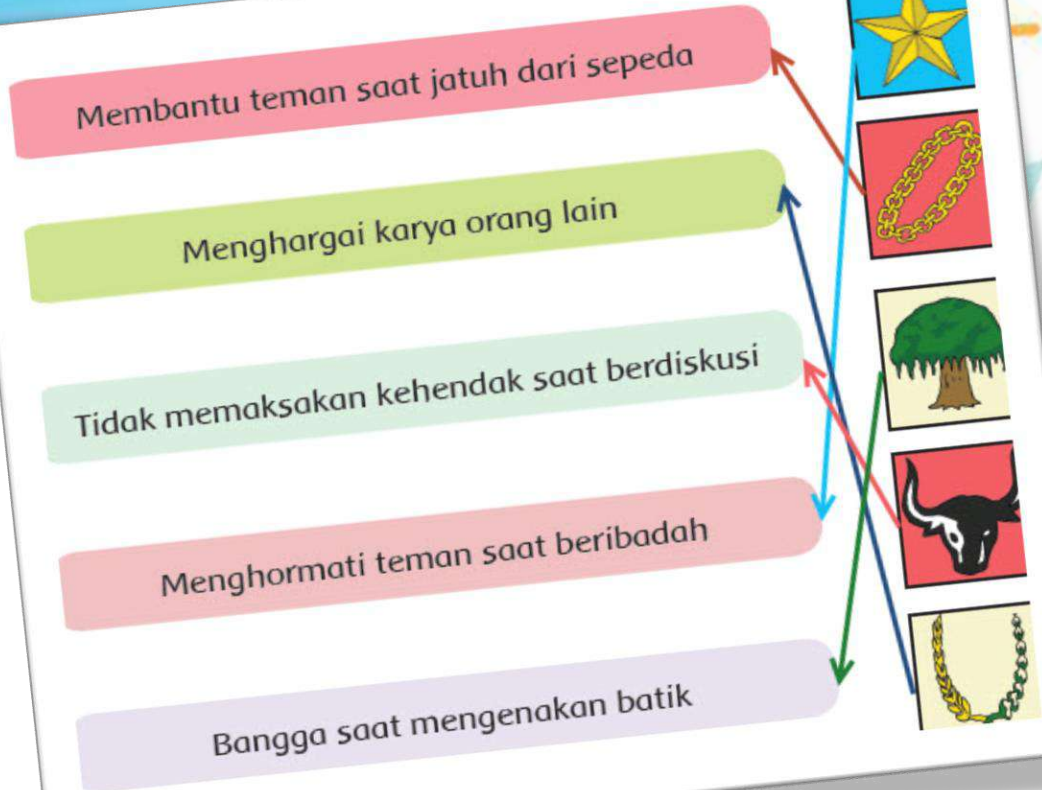 Membantu teman saat jatuh dari sepeda
Menghargai karya orang lain
Tidak memaksakan kehendak saat berdiskusi
Menghormati teman saat beribadah
Bangga saat mengenakan batik